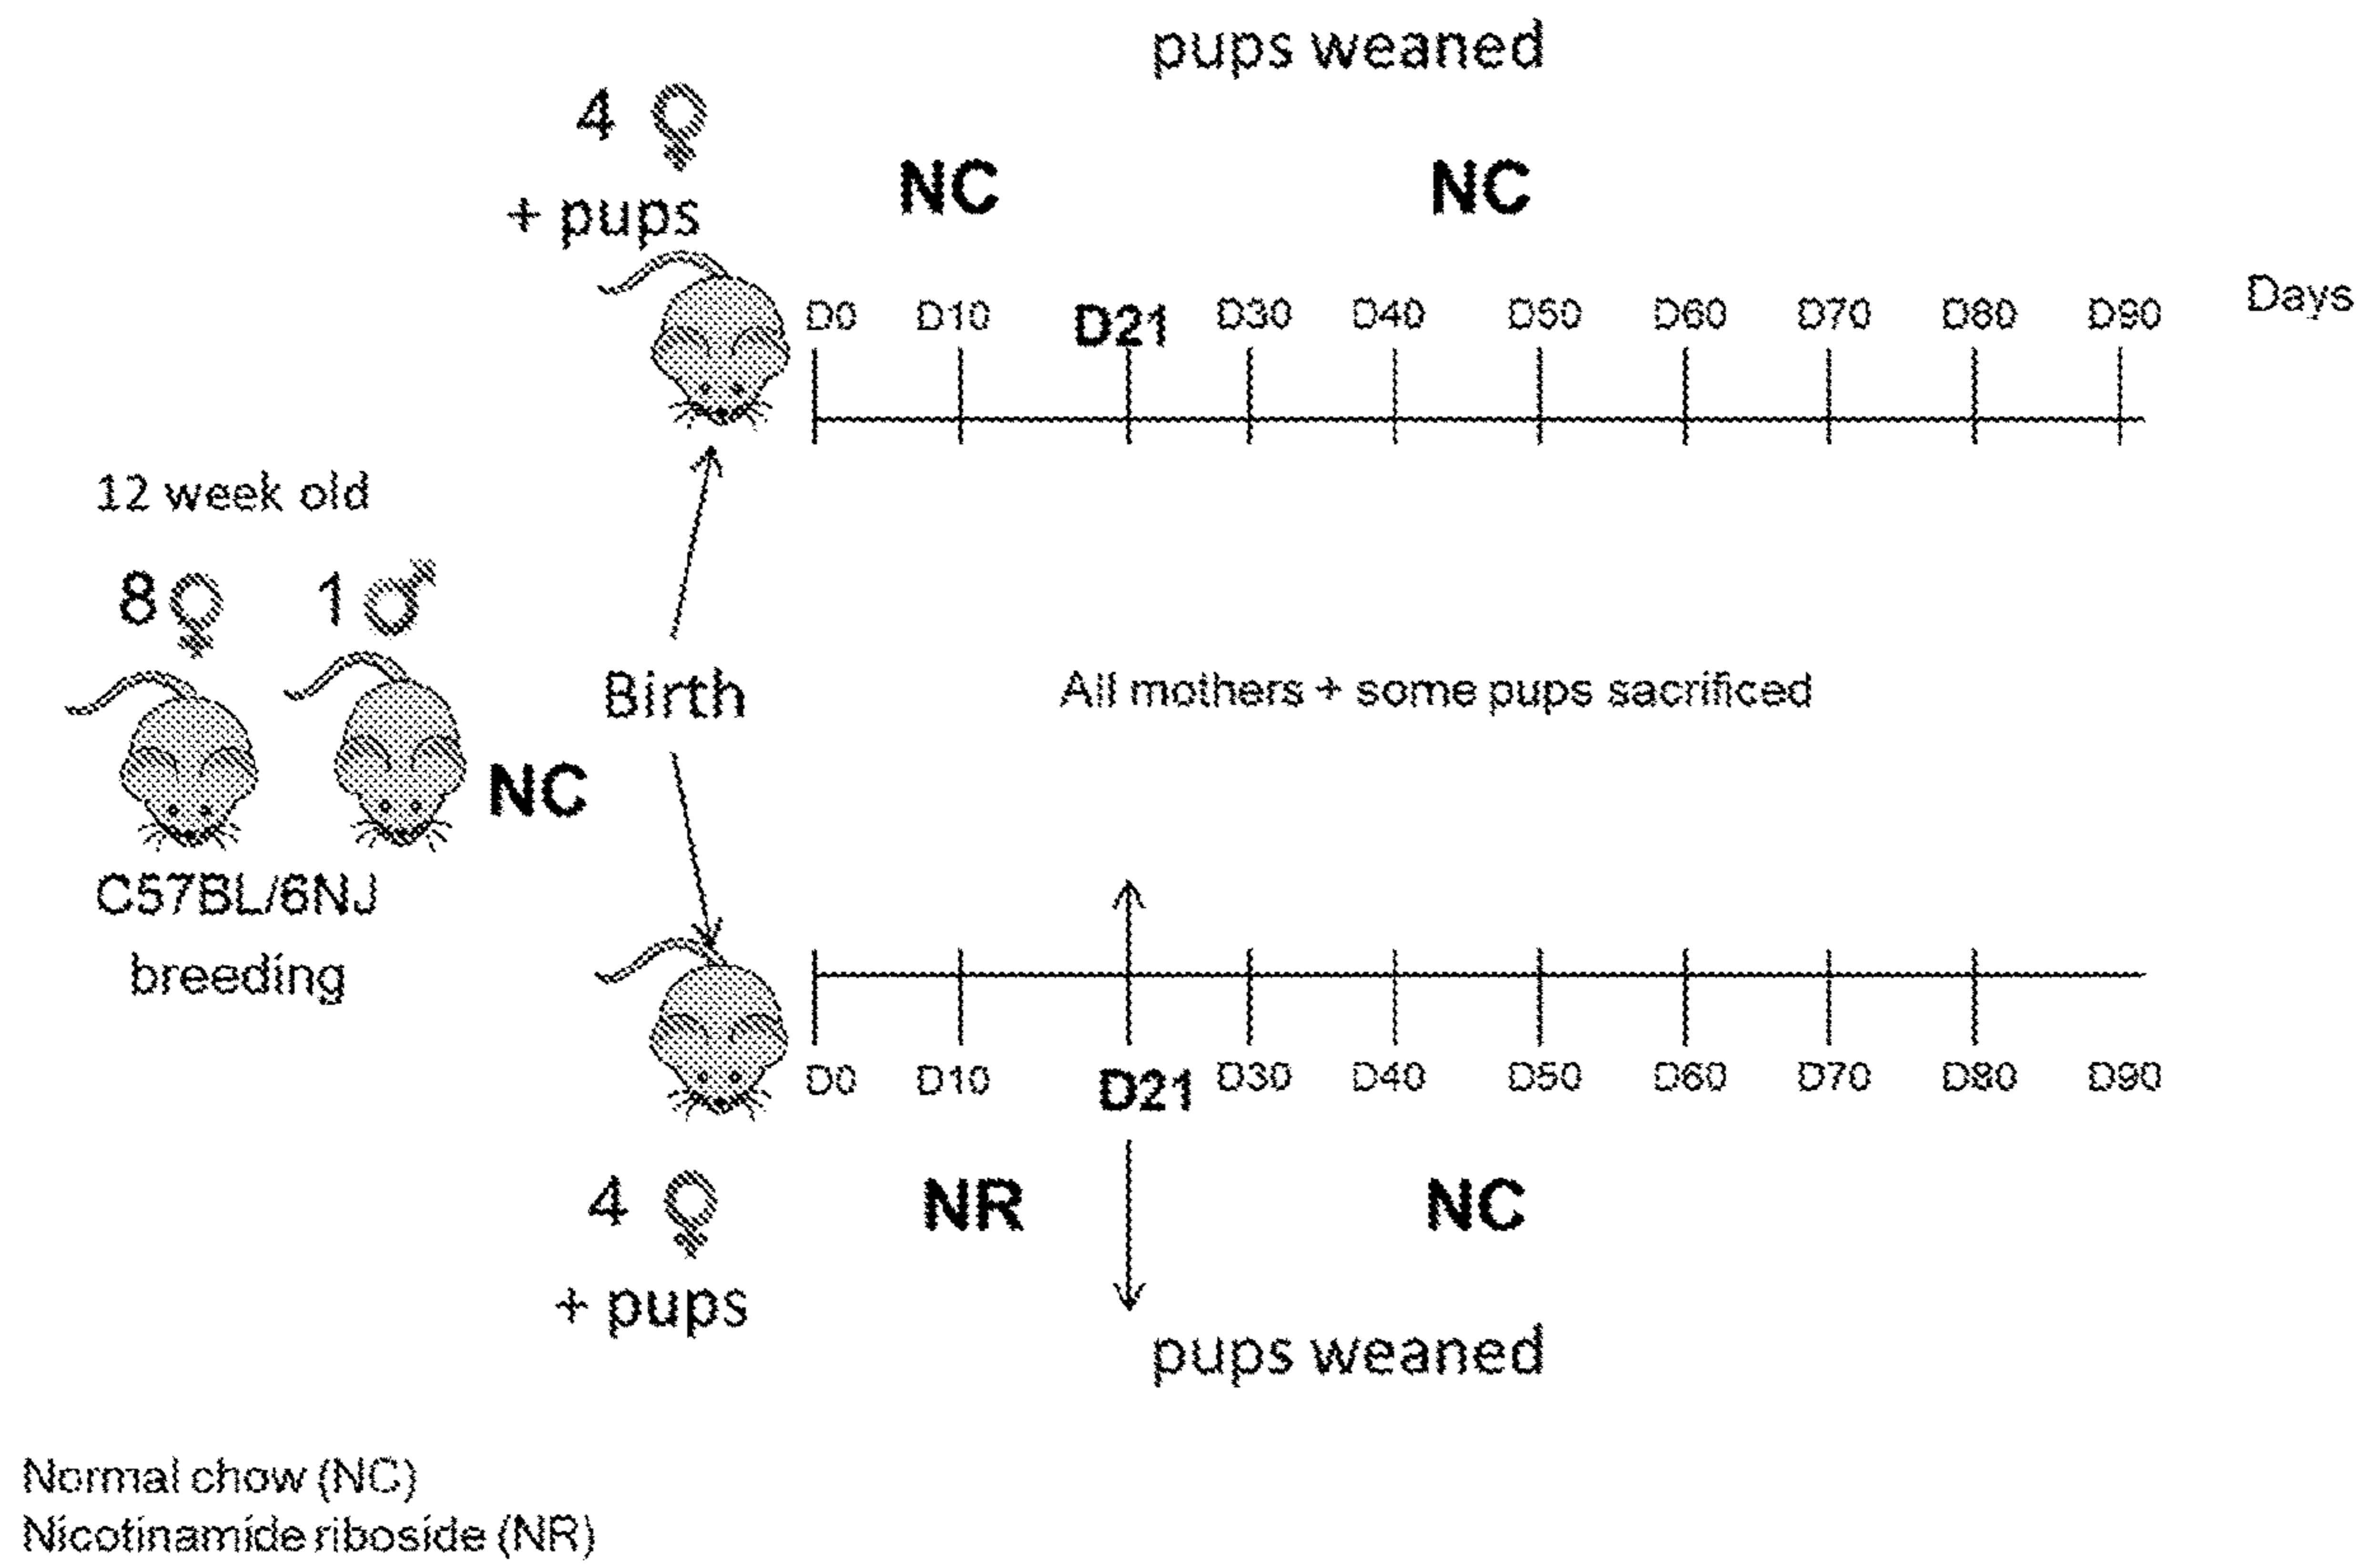 pups weaned
4
+ pups
NC NC
D0 D10 D21 D30 D40 D50 D60 D70 D80 D90 Days
12 week old
8 1
NC
C57BL/6NJ
breeding
Birth
All mothers + some pups sacrificed
D0 D10 D21 D30 D40 D50 D60 D70 D80 D90
4
+ pups
NR NC
pups weaned
Normal chow (NC)
Nicotinamide riboside (NR)